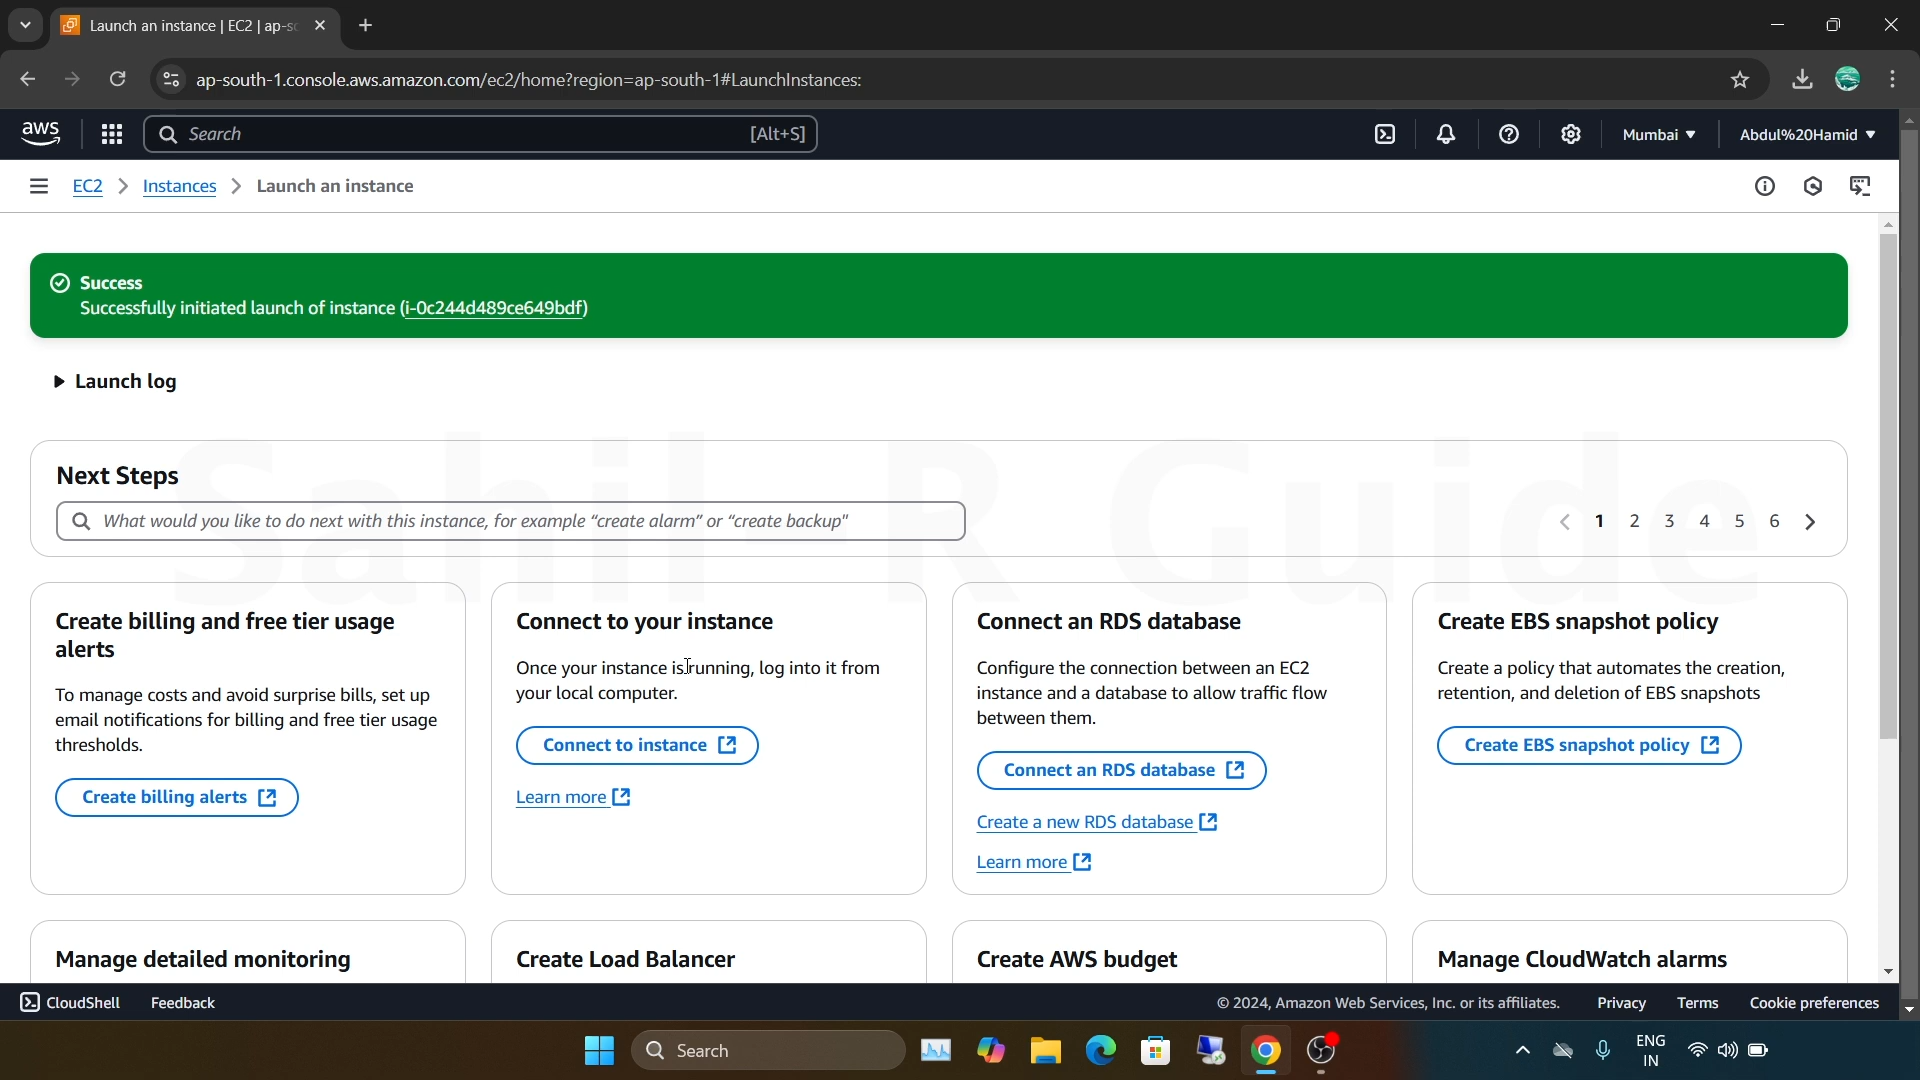 Launch an instance | EC2 | ap-sc
ap-south-1.console.aws.amazon.com/ec2/home?region=ap-south-1#LaunchInstances:
aws
Search
[Alt+S]
Mumbai
Abdul%20Hamid
EC2
Instances
Launch an instance
Success
Successfully initiated launch of instance (i-0c244d489ce649bdf)
Launch log
Next Steps
What would you like to do next with this instance, for example "create alarm" or "create backup"
1 2 3 4 5 6
Sahil R Guide
Create billing and free tier usage
alerts
To manage costs and avoid surprise bills, set up
email notifications for billing and free tier usage
thresholds.
Create billing alerts
Connect to your instance
Once your instance is running, log into it from
your local computer.
Connect to instance
Learn more
Connect an RDS database
Configure the connection between an EC2
instance and a database to allow traffic flow
between them.
Connect an RDS database
Create a new RDS database
Learn more
Create EBS snapshot policy
Create a policy that automates the creation,
retention, and deletion of EBS snapshots
Create EBS snapshot policy
Manage detailed monitoring
Create Load Balancer
Create AWS budget
Manage CloudWatch alarms
CloudShell
Feedback
© 2024, Amazon Web Services, Inc. or its affiliates.
Privacy
Terms
Cookie preferences
Search
ENG
IN